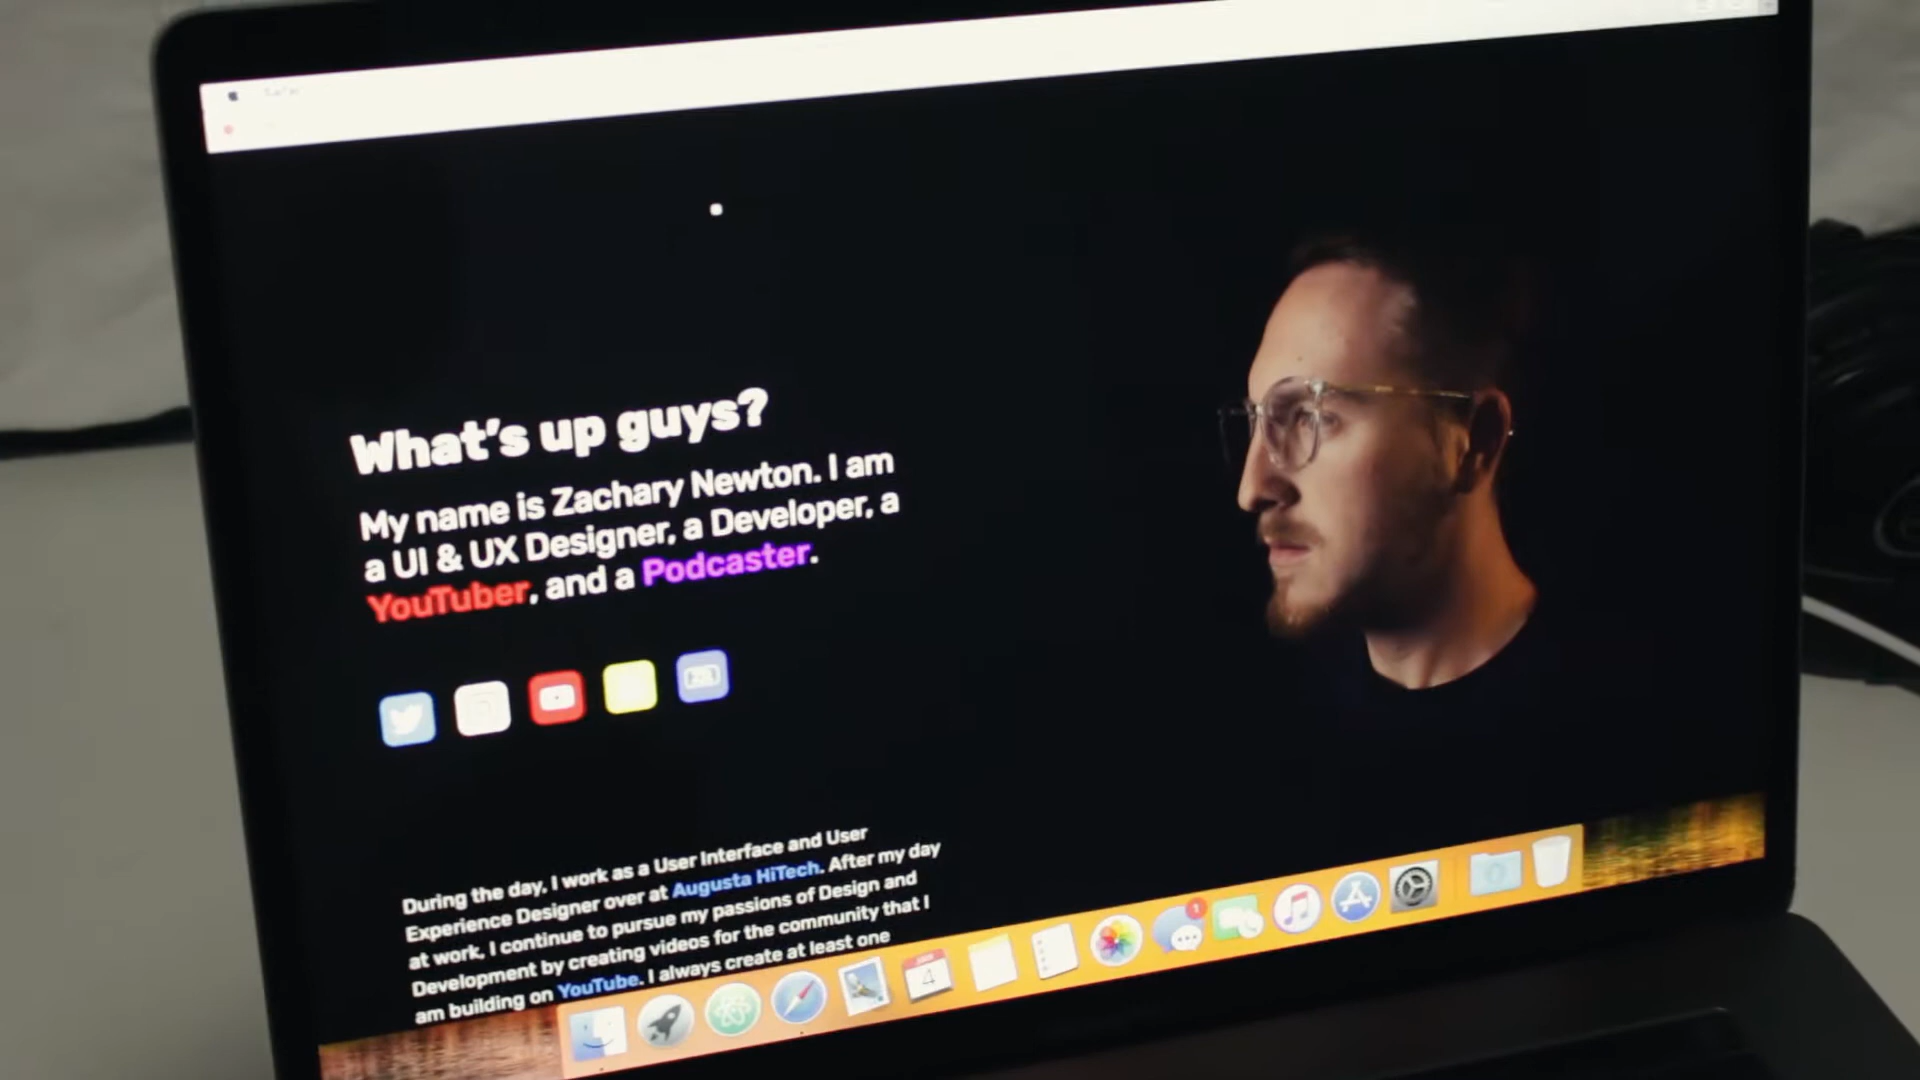 What's up guys?
My name is Zachary Newton. I am
a UI & UX Designer, a Developer, a
YouTuber, and a Podcaster.
During the day, I work as a User Interface and User
Experience Designer over at Augusta HiTech. After my day
at work, I continue to pursue my passions of Design and
Development by creating videos for the community that I
am building on YouTube. I always create at least one
4
1